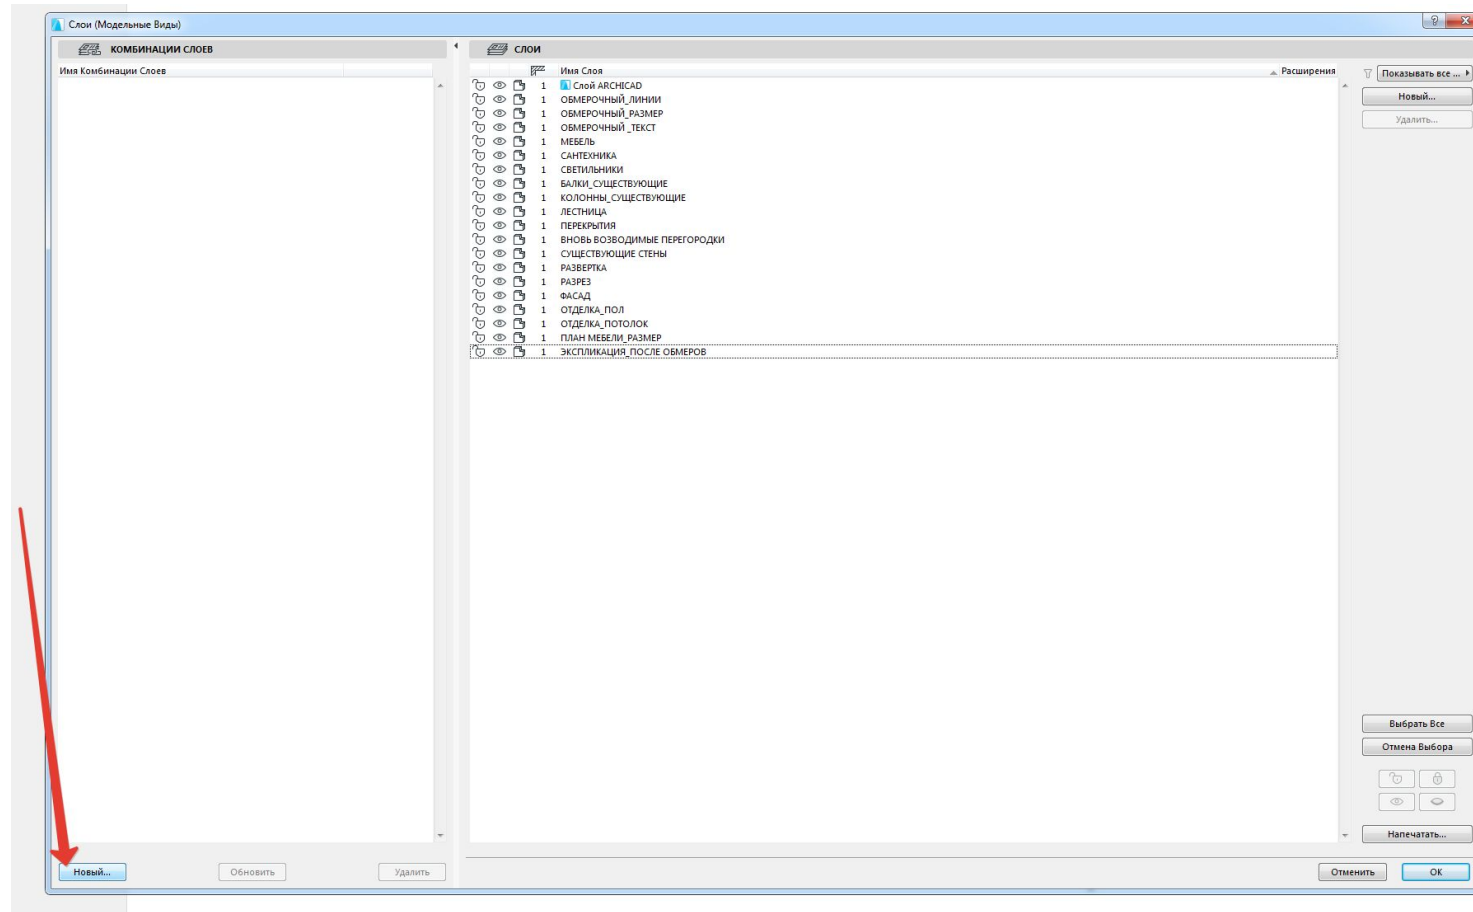 Слои (Модельные Виды)
КОМБИНАЦИИ СЛОЕВ
Имя Комбинации Слоев
Новый...
Обновить
Удалить
СЛОИ
Имя Слоя
Расширения
1 Слой ARCHICAD
1 ОБМЕРОЧНЫЙ_ЛИНИИ
1 ОБМЕРОЧНЫЙ_РАЗМЕР
1 ОБМЕРОЧНЫЙ _ТЕКСТ
1 МЕБЕЛЬ
1 САНТЕХНИКА
1 СВЕТИЛЬНИКИ
1 БАЛКИ_СУЩЕСТВУЮЩИЕ
1 КОЛОННЫ_СУЩЕСТВУЮЩИЕ
1 ЛЕСТНИЦА
1 ПЕРЕКРЫТИЯ
1 ВНОВЬ ВОЗВОДИМЫЕ ПЕРЕГОРОДКИ
1 СУЩЕСТВУЮЩИЕ СТЕНЫ
1 РАЗВЕРТКА
1 РАЗРЕЗ
1 ФАСАД
1 ОТДЕЛКА_ПОЛ
1 ОТДЕЛКА_ПОТОЛОК
1 ПЛАН МЕБЕЛИ_РАЗМЕР
1 ЭКСПЛИКАЦИЯ_ПОСЛЕ ОБМЕРОВ
Показывать все ...
Новый...
Удалить...
Выбрать Все
Отмена Выбора
Напечатать...
Отменить
OK